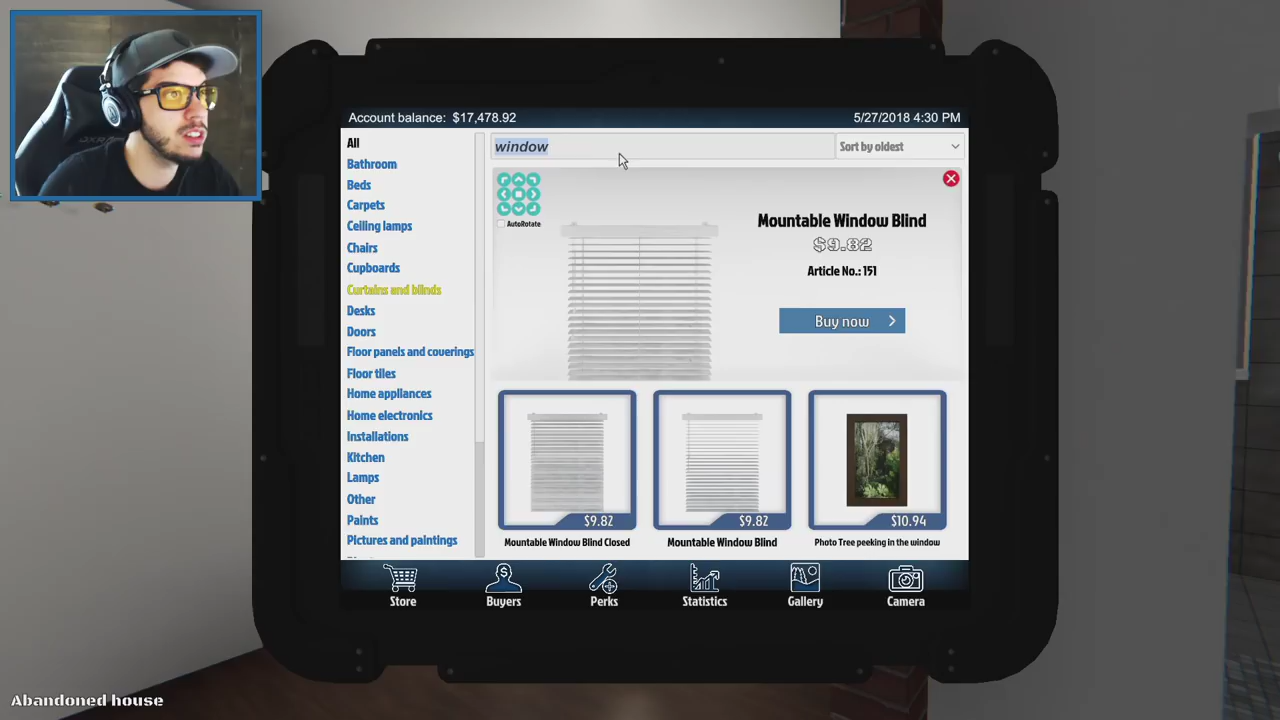 Account balance: $17,478.92
5/27/2018 4:30 PM
All
Bathroom
Beds
Carpets
Ceiling lamps
Chairs
Cupboards
Curtains and blinds
Desks
Doors
Floor panels and coverings
Floor tiles
Home appliances
Home electronics
Installations
Kitchen
Lamps
Other
Paints
Pictures and paintings
window
Sort by oldest
AutoRotate
Mountable Window Blind
$9.82
Article No.: 151
Buy now
$9.82
$9.82
$10.94
Mountable Window Blind Closed
Mountable Window Blind
Photo Tree peeking in the window
Store
Buyers
Perks
Statistics
Gallery
Camera
Abandoned house